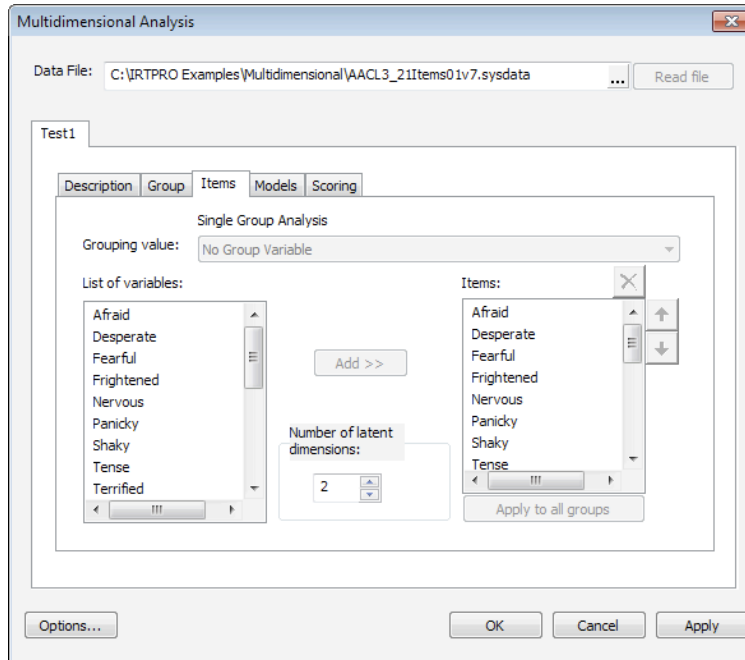 Multidimensional Analysis
Data File: C:\IRTPRO Examples\Multidimensional\AACL3_21Items01v7.sysdata ... Read file
Test1
Description Group Items Models Scoring
Single Group Analysis
Grouping value: No Group Variable
List of variables:
Afraid
Desperate
Fearful
Frightened
Nervous
Panicky
Shaky
Tense
Terrified
Add >>
Number of latent
dimensions:
2
Items:
Afraid
Desperate
Fearful
Frightened
Nervous
Panicky
Shaky
Tense
Apply to all groups
Options... OK Cancel Apply